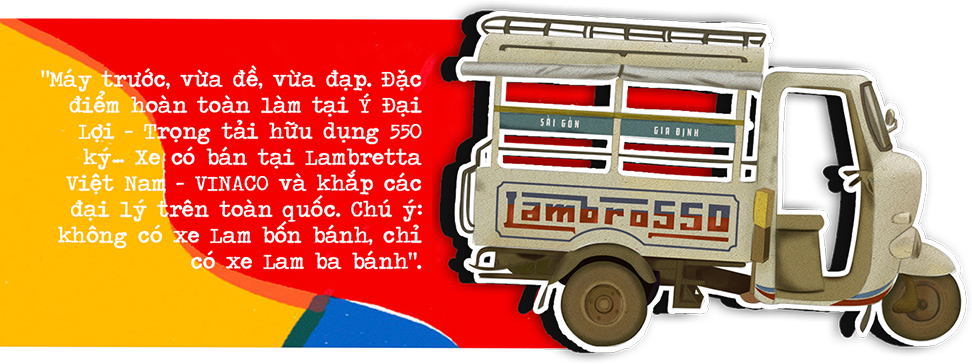 "Máy trước, vừa đề, vừa đạp. Đặc
điểm hoàn toàn làm tại ý Đại
Lợi - Trọng tải hữu dụng 550
ký… Xe có bán tại Lambretta
Việt Nam - VINACO và khắp các
đại lý trên toàn quốc. Chú ý:
không có xe Lam bốn bánh, chỉ
có xe Lam ba bánh".
SÀI GÒN
GIA ĐỊNH
Lambro550